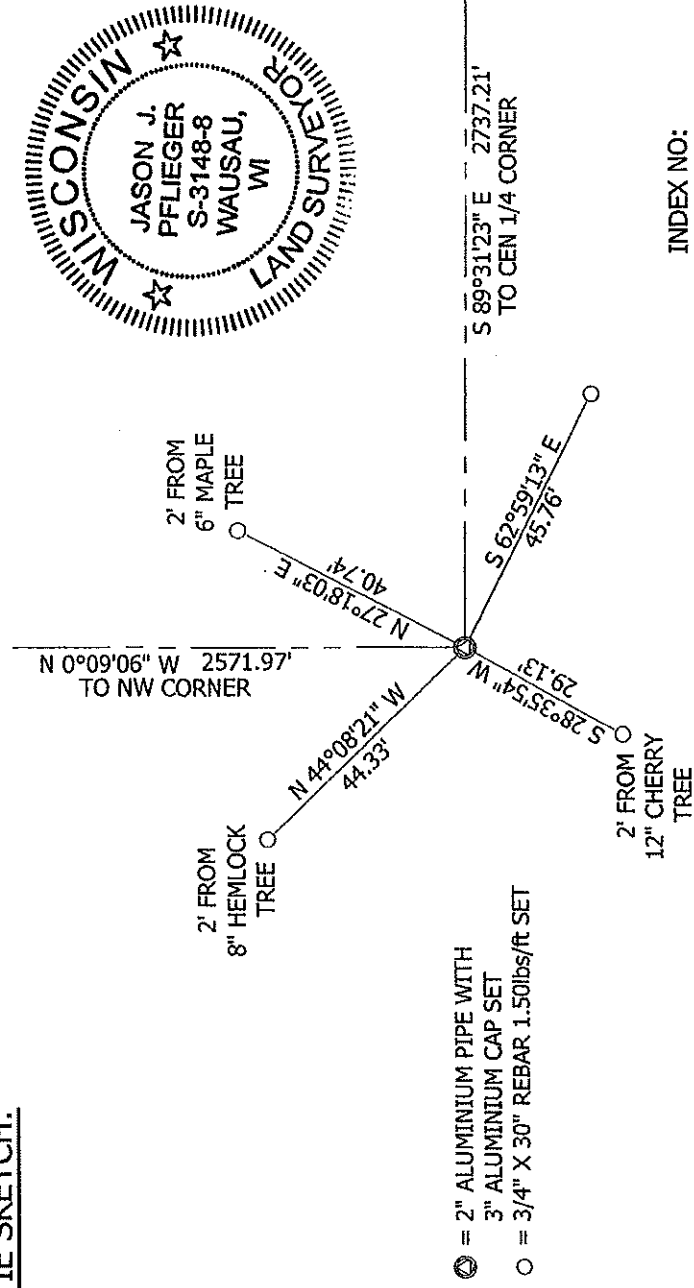 IE SKETCH:
WISCONSIN
JASON J.
PFLIEGER
S-3148-8
WAUSAU,
WI
LAND SURVEYOR
N 0°09'06" W 2571.97'
TO NW CORNER
2' FROM
6" MAPLE
TREE
N 27°18'03" E
40.74'
2' FROM
8" HEMLOCK
TREE
N 44°08'21" W
44.33'
S 89°31'23" E 2737.21'
TO CEN 1/4 CORNER
S 62°59'13" E
45.76'
S 28°35'54" W
29.13'
2' FROM
12" CHERRY
TREE
= 2" ALUMINIUM PIPE WITH
3" ALUMINIUM CAP SET
= 3/4" X 30" REBAR 1.50lbs/ft SET
INDEX NO: